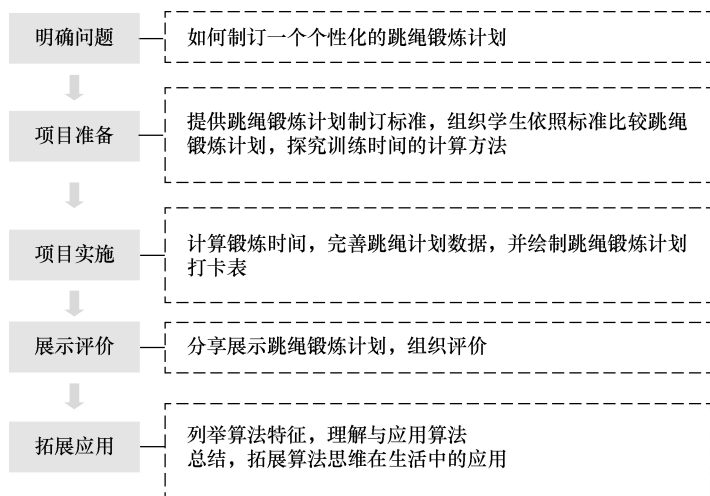 明确问题
如何制订一个个性化的跳绳锻炼计划
项目准备
提供跳绳锻炼计划制订标准，组织学生依照标准比较跳绳
锻炼计划，探究训练时间的计算方法
项目实施
计算锻炼时间，完善跳绳计划数据，并绘制跳绳锻炼计划
打卡表
展示评价
分享展示跳绳锻炼计划，组织评价
拓展应用
列举算法特征，理解与应用算法
总结，拓展算法思维在生活中的应用